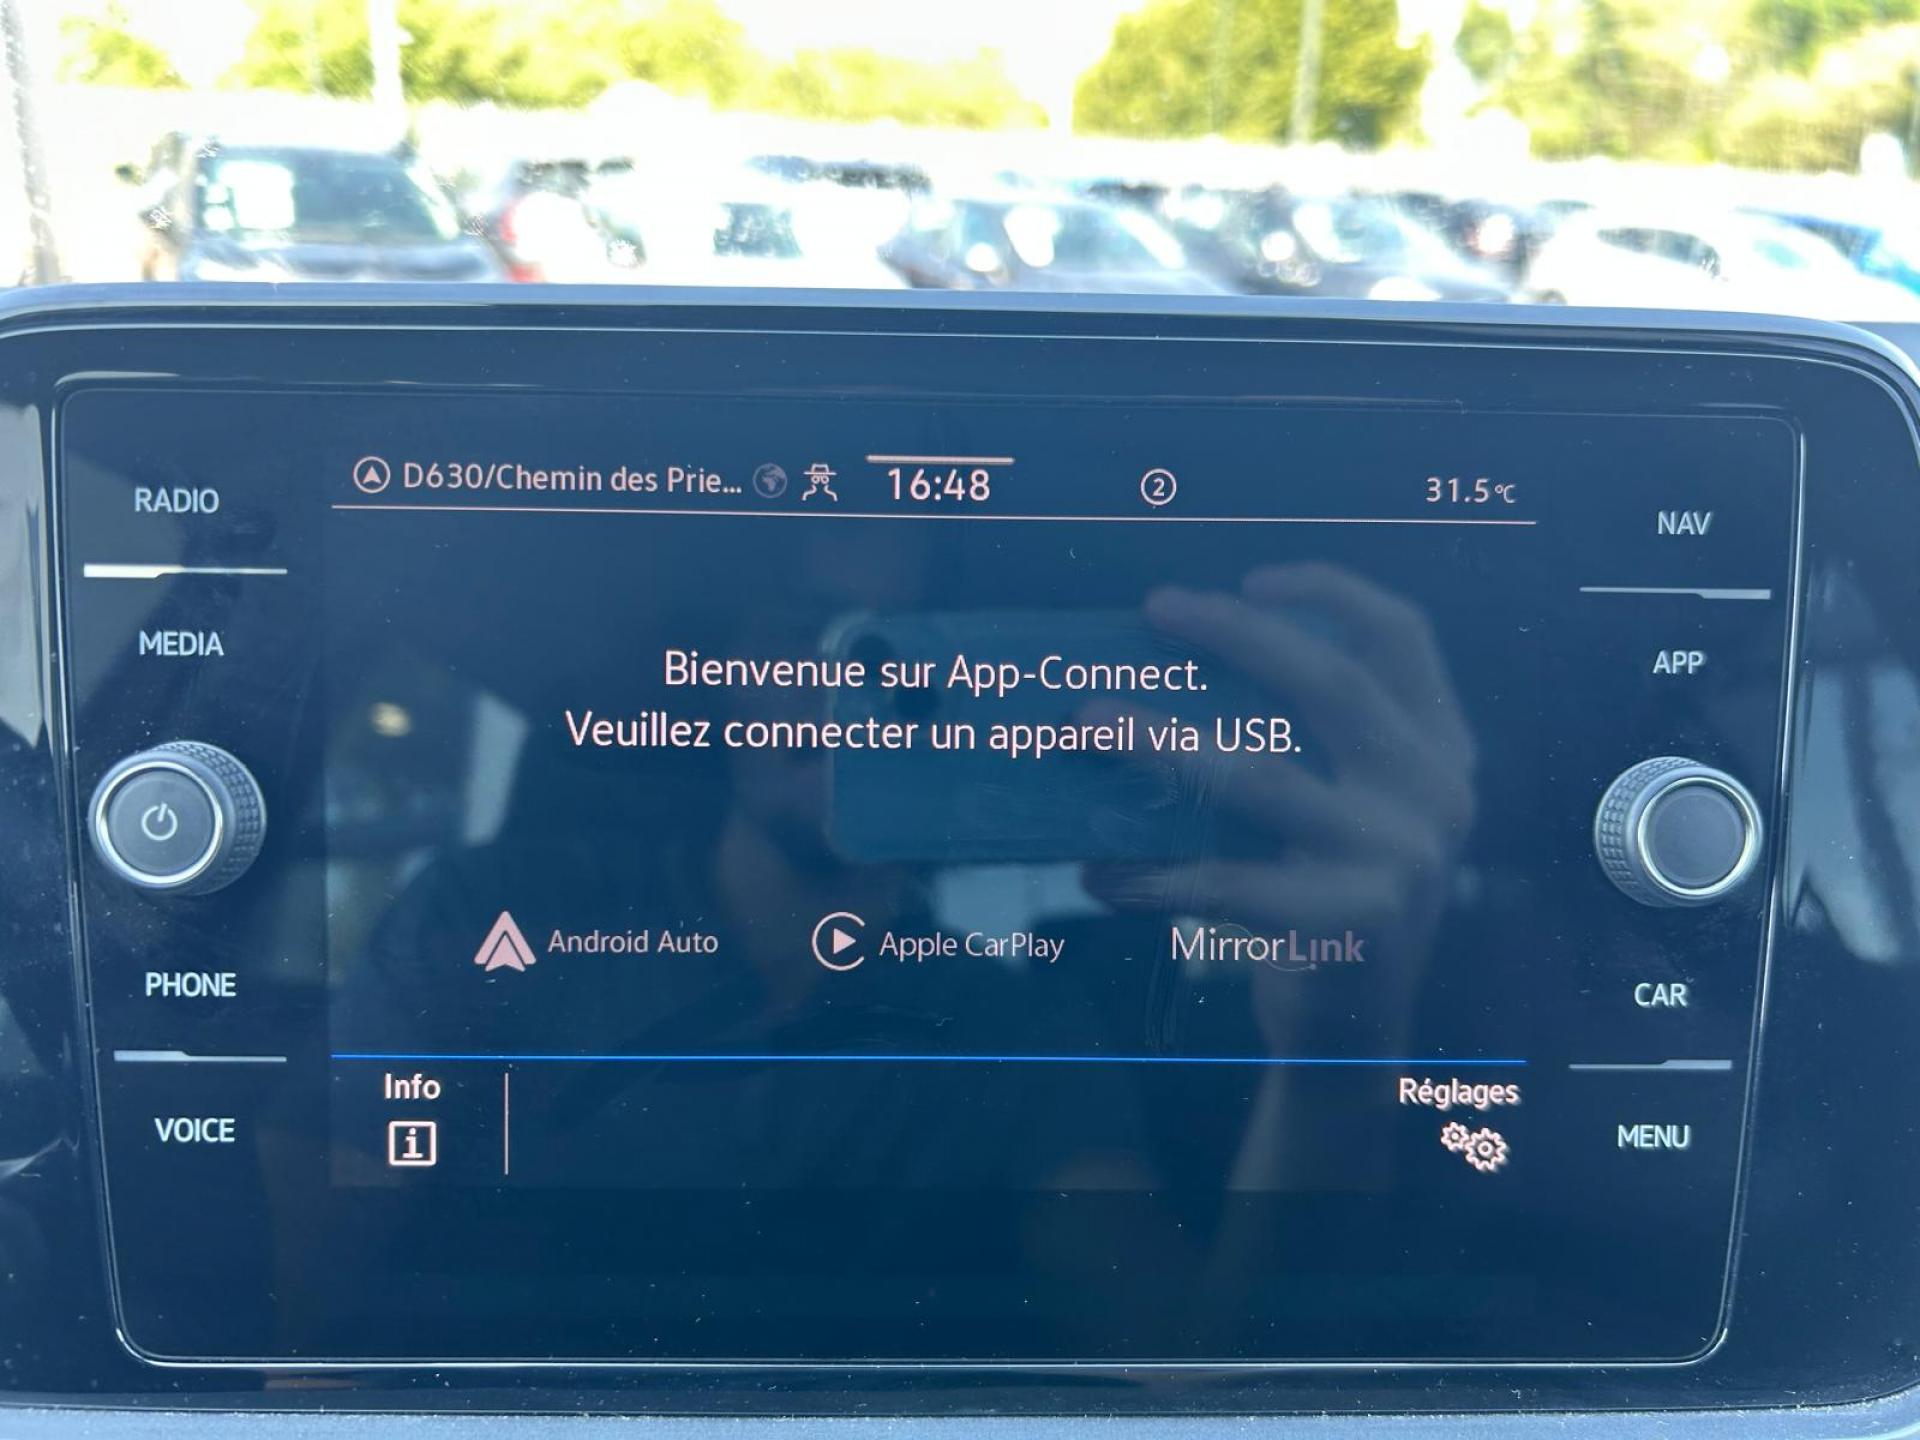 D630/Chemin des Prie...
16:48
2
31.5°C
RADIO
MEDIA
PHONE
VOICE
NAV
APP
CAR
MENU
Bienvenue sur App-Connect.
Veuillez connecter un appareil via USB.
Android Auto
Apple CarPlay
MirrorLink
Info
i
Réglages